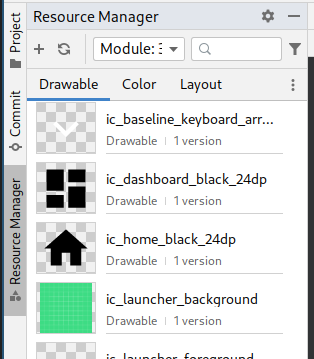 Resource Manager
Project
Commit
Resource Manager
Module: 3
Drawable
Color
Layout
ic_baseline_keyboard_arr...
Drawable | 1 version
ic_dashboard_black_24dp
Drawable | 1 version
ic_home_black_24dp
Drawable | 1 version
ic_launcher_background
Drawable | 1 version
ic_launcher_foreground